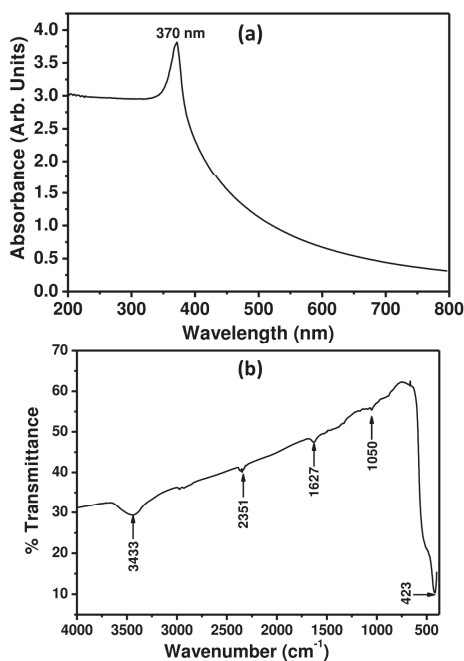 (a)
370 nm
4.0
3.5
3.0
2.5
2.0
1.5
1.0
0.5
0.0
Absorbance (Arb. Units)
200 300 400 500 600 700 800
Wavelength (nm)
(b)
70
60
50
40
30
20
10
% Transmittance
3433
2351
1627
1050
423
4000 3500 3000 2500 2000 1500 1000 500
Wavenumber (cm⁻¹)